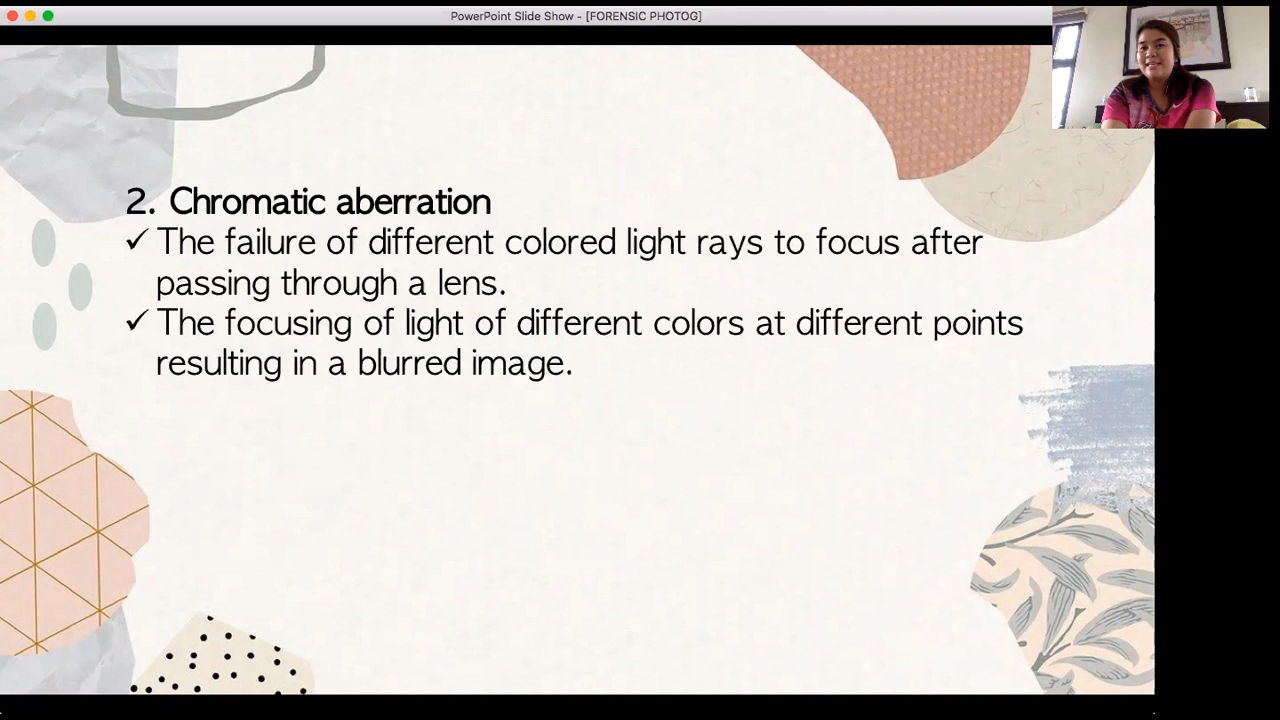 PowerPoint Slide Show - [FORENSIC PHOTOG]
2. Chromatic aberration
✓ The failure of different colored light rays to focus after
passing through a lens.
✓ The focusing of light of different colors at different points
resulting in a blurred image.